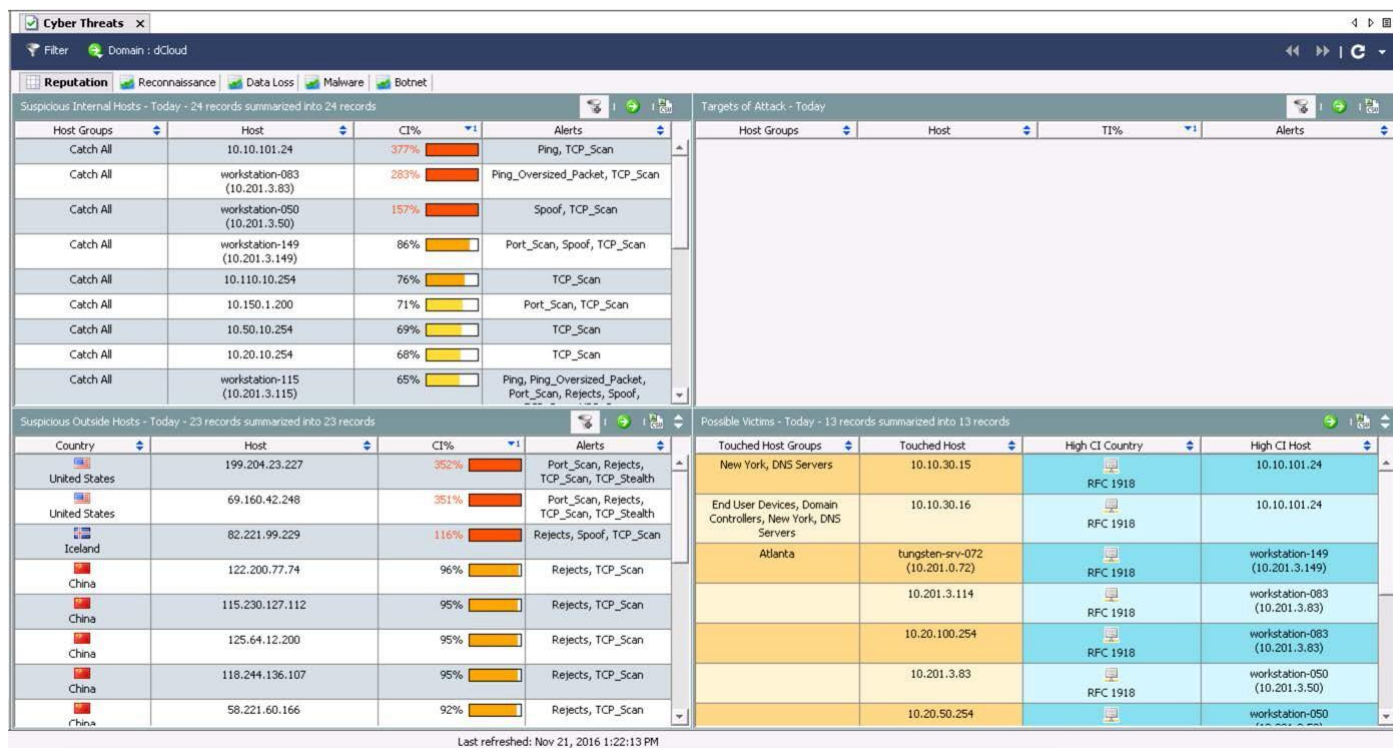 Cyber Threats x
Filter Domain : dCloud
Reputation Reconnaissance Data Loss Malware Botnet
Suspicious Internal Hosts - Today - 24 records summarized into 24 records
Host Groups Host CI% 1 Alerts
Catch All 10.10.101.24 377% Ping, TCP_Scan
Catch All workstation-083 283% Ping_Oversized_Packet, TCP_Scan
(10.201.3.83)
Catch All workstation-050 157% Spoof, TCP_Scan
(10.201.3.50)
Catch All workstation-149 86% Port_Scan, Spoof, TCP_Scan
(10.201.3.149)
Catch All 10.110.10.254 76% TCP_Scan
Catch All 10.150.1.200 71% Port_Scan, TCP_Scan
Catch All 10.50.10.254 69% TCP_Scan
Catch All 10.20.10.254 68% TCP_Scan
Catch All workstation-115 65% Ping, Ping_Oversized_Packet,
(10.201.3.115) Port_Scan, Rejects, Spoof,
Targets of Attack - Today
Host Groups Host TI% 1 Alerts
Suspicious Outside Hosts - Today - 23 records summarized into 23 records
Country Host CI% 1 Alerts
199.204.23.227 352% Port_Scan, Rejects,
United States TCP_Scan, TCP_Stealth
69.160.42.248 351% Port_Scan, Rejects,
United States TCP_Scan, TCP_Stealth
82.221.99.229 116% Rejects, Spoof, TCP_Scan
Iceland
122.200.77.74 96% Rejects, TCP_Scan
China
115.230.127.112 95% Rejects, TCP_Scan
China
125.64.12.200 95% Rejects, TCP_Scan
China
118.244.136.107 95% Rejects, TCP_Scan
China
58.221.60.166 92% Rejects, TCP_Scan
China
Possible Victims - Today - 13 records summarized into 13 records
Touched Host Groups Touched Host High CI Country High CI Host
New York, DNS Servers 10.10.30.15 10.10.101.24
RFC 1918
End User Devices, Domain 10.10.30.16 10.10.101.24
Controllers, New York, DNS RFC 1918
Servers
Atlanta tungsten-srv-072 workstation-149
(10.201.0.72) RFC 1918 (10.201.3.149)
10.201.3.114 workstation-083
RFC 1918 (10.201.3.83)
10.20.100.254 workstation-083
RFC 1918 (10.201.3.83)
10.201.3.83 workstation-050
RFC 1918 (10.201.3.50)
10.20.50.254 workstation-050
Last refreshed: Nov 21, 2016 1:22:13 PM